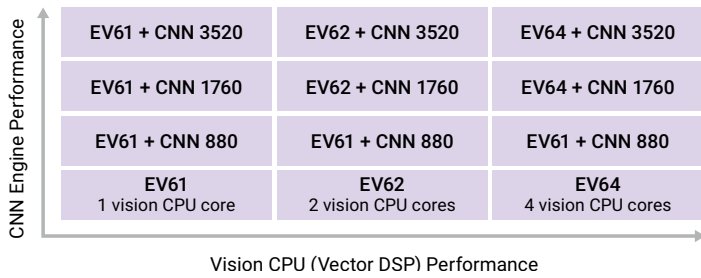 CNN Engine Performance
EV61 + CNN 3520
EV62 + CNN 3520
EV64 + CNN 3520
EV61 + CNN 1760
EV62 + CNN 1760
EV64 + CNN 1760
EV61 + CNN 880
EV61 + CNN 880
EV61 + CNN 880
EV61
1 vision CPU core
EV62
2 vision CPU cores
EV64
4 vision CPU cores
Vision CPU (Vector DSP) Performance